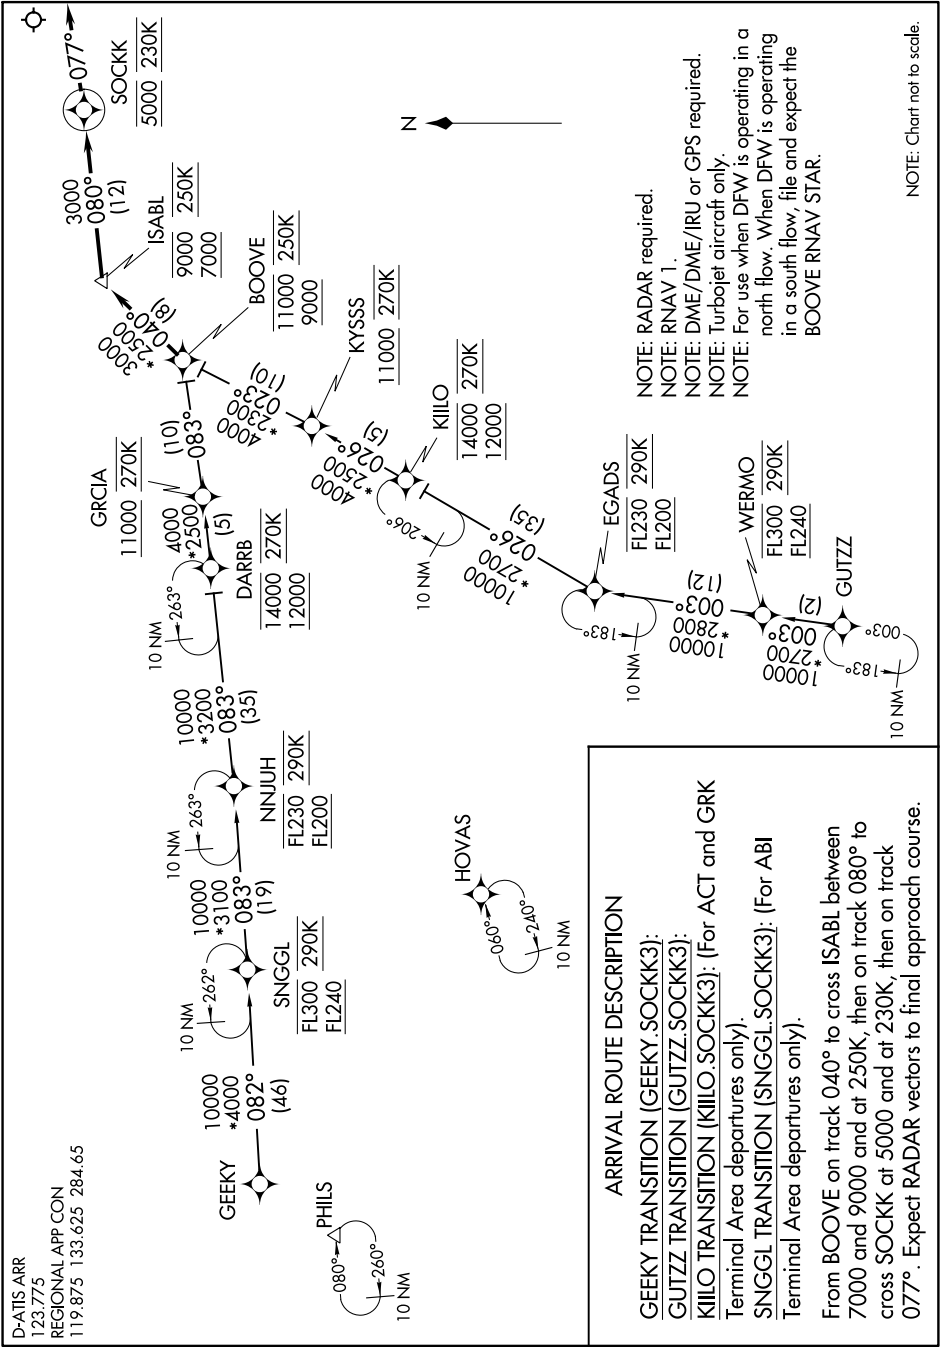 D-ATIS ARR
123.775
REGIONAL APP CON
119.875 133.625 284.65
PHILS
080°
260°
10 NM
GEEKY
10000
*4000
082°
(46)
10 NM
262°
SNGGL
FL300 290K
FL240
10000
*3100
083°
(19)
10 NM
263°
NNJUH
FL230 290K
FL200
10000
*3200
083°
(35)
10 NM
263°
DARRB
14000 270K
12000
4000
*2500
(5)
GRCIA
11000 270K
(10)
083°
BOOVE
11000 250K
9000
3000
*2500
040°
(8)
ISABL
9000 250K
7000
3000
080°
(12)
SOCKK
5000 230K
077°
HOVAS
060°
240°
10 NM
N
KYSSS
11000 270K
4000
*2300
023°
(10)
KIILO
14000 270K
12000
4000
*2500
026°
(5)
206°
10 NM
10000
*2700
026°
(35)
EGADS
FL230 290K
FL200
183°
10 NM
10000
*2800
003°
(12)
WERMO
FL300 290K
FL240
10000
*2700
003°
(2)
GUTZZ
003°
183°
10 NM
NOTE: RADAR required.
NOTE: RNAV 1.
NOTE: DME/DME/IRU or GPS required.
NOTE: Turbojet aircraft only.
NOTE: For use when DFW is operating in a
north flow. When DFW is operating
in a south flow, file and expect the
BOOVE RNAV STAR.
NOTE: Chart not to scale.
ARRIVAL ROUTE DESCRIPTION
GEEKY TRANSITION (GEEKY.SOCKK3):
GUTZZ TRANSITION (GUTZZ.SOCKK3):
KIILO TRANSITION (KIILO.SOCKK3): (For ACT and GRK
Terminal Area departures only).
SNGGL TRANSITION (SNGGL.SOCKK3): (For ABI
Terminal Area departures only).
From BOOVE on track 040° to cross ISABL between
7000 and 9000 and at 250K, then on track 080° to
cross SOCKK at 5000 and at 230K, then on track
077°. Expect RADAR vectors to final approach course.